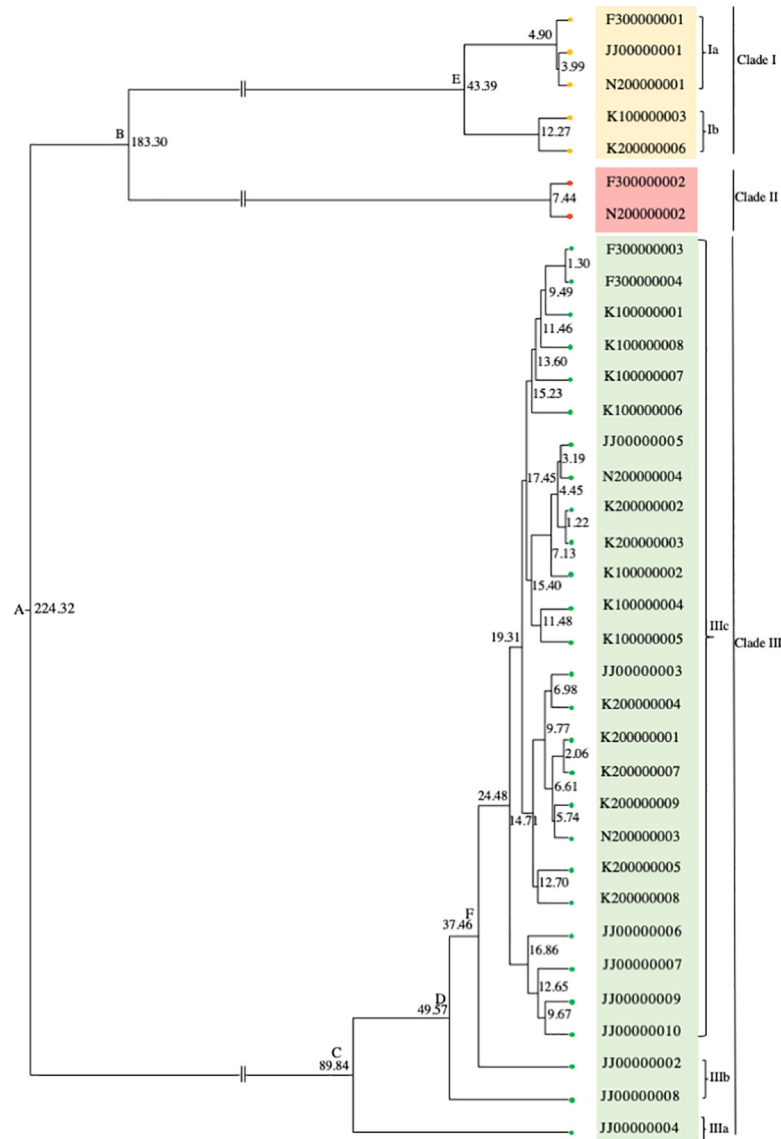 F300000001
4.90
Ia
JJ00000001
Clade I
3.99
E
43.39
N200000001
K100000003
12.27
Ib
B
183.30
K200000006
F300000002
7.44
Clade II
N200000002
F300000003
1.30
F300000004
9.49
K100000001
11.46
K100000008
13.60
K100000007
15.23
K100000006
JJ00000005
3.19
17.45
N200000004
4.45
K200000002
1.22
K200000003
7.13
K100000002
15.40
A
224.32
K100000004
11.48
IIIc
19.31
K100000005
Clade III
JJ00000003
6.98
K200000004
9.77
K200000001
2.06
K200000007
6.61
24.48
K200000009
14.71
5.74
N200000003
K200000005
12.70
K200000008
F
37.46
JJ00000006
16.86
JJ00000007
12.65
D
49.57
JJ00000009
9.67
JJ00000010
C
89.84
JJ00000002
IIIb
JJ00000008
JJ00000004
IIIa